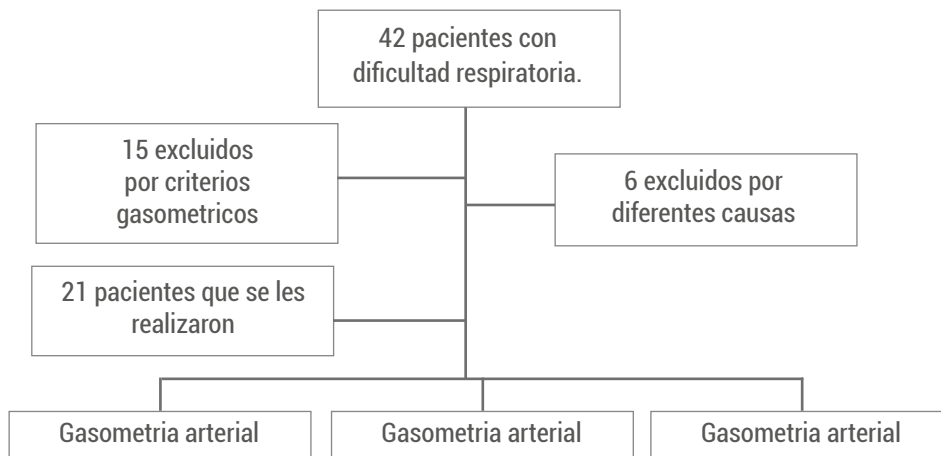 42 pacientes con
dificultad respiratoria.
15 excluidos
por criterios
gasometricos
6 excluidos por
diferentes causas
21 pacientes que se les
realizaron
Gasometria arterial
Gasometria arterial
Gasometria arterial